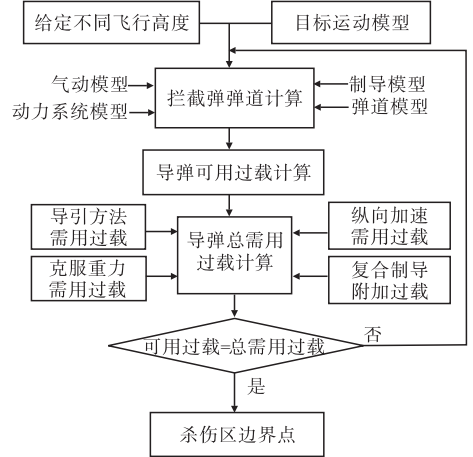 给定不同飞行高度
目标运动模型
气动模型
动力系统模型
拦截弹弹道计算
制导模型
弹道模型
导弹可用过载计算
导引方法
需用过载
克服重力
需用过载
导弹总需用
过载计算
纵向加速
需用过载
复合制导
附加过载
可用过载=总需用过载
否
是
杀伤区边界点